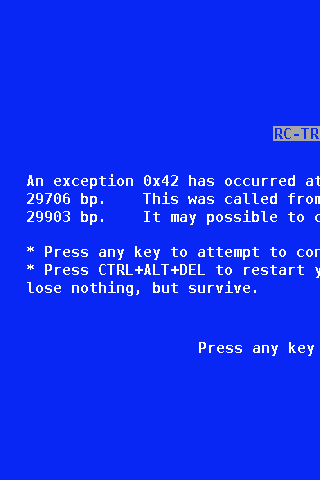 RC-TR
An exception 0x42 has occurred at
29706 bp.    This was called from
29903 bp.    It may possible to
* Press any key to attempt to
* Press CTRL+ALT+DEL to restart
lose nothing, but survive.
Press any key